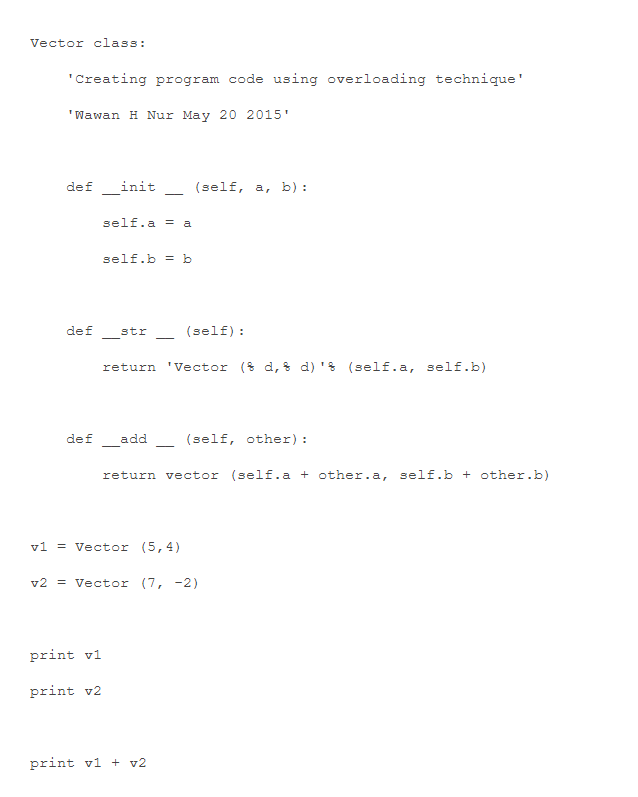 Vector class:
'Creating program code using overloading technique'
'Wawan H Nur May 20 2015'
def __init __ (self, a, b):
self.a = a
self.b = b
def __str __ (self):
return 'Vector (% d,% d)'% (self.a, self.b)
def __add __ (self, other):
return vector (self.a + other.a, self.b + other.b)
v1 = Vector (5,4)
v2 = Vector (7, -2)
print v1
print v2
print v1 + v2